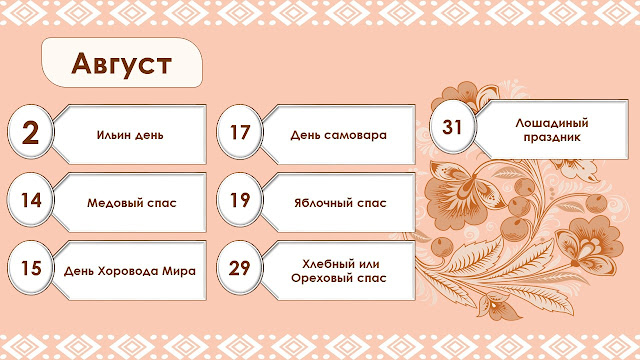 Август
2
Ильин день
14
Медовый спас
15
День Хоровода Мира
17
День самовара
19
Яблочный спас
29
Хлебный или
Ореховый спас
31
Лошадиный
праздник